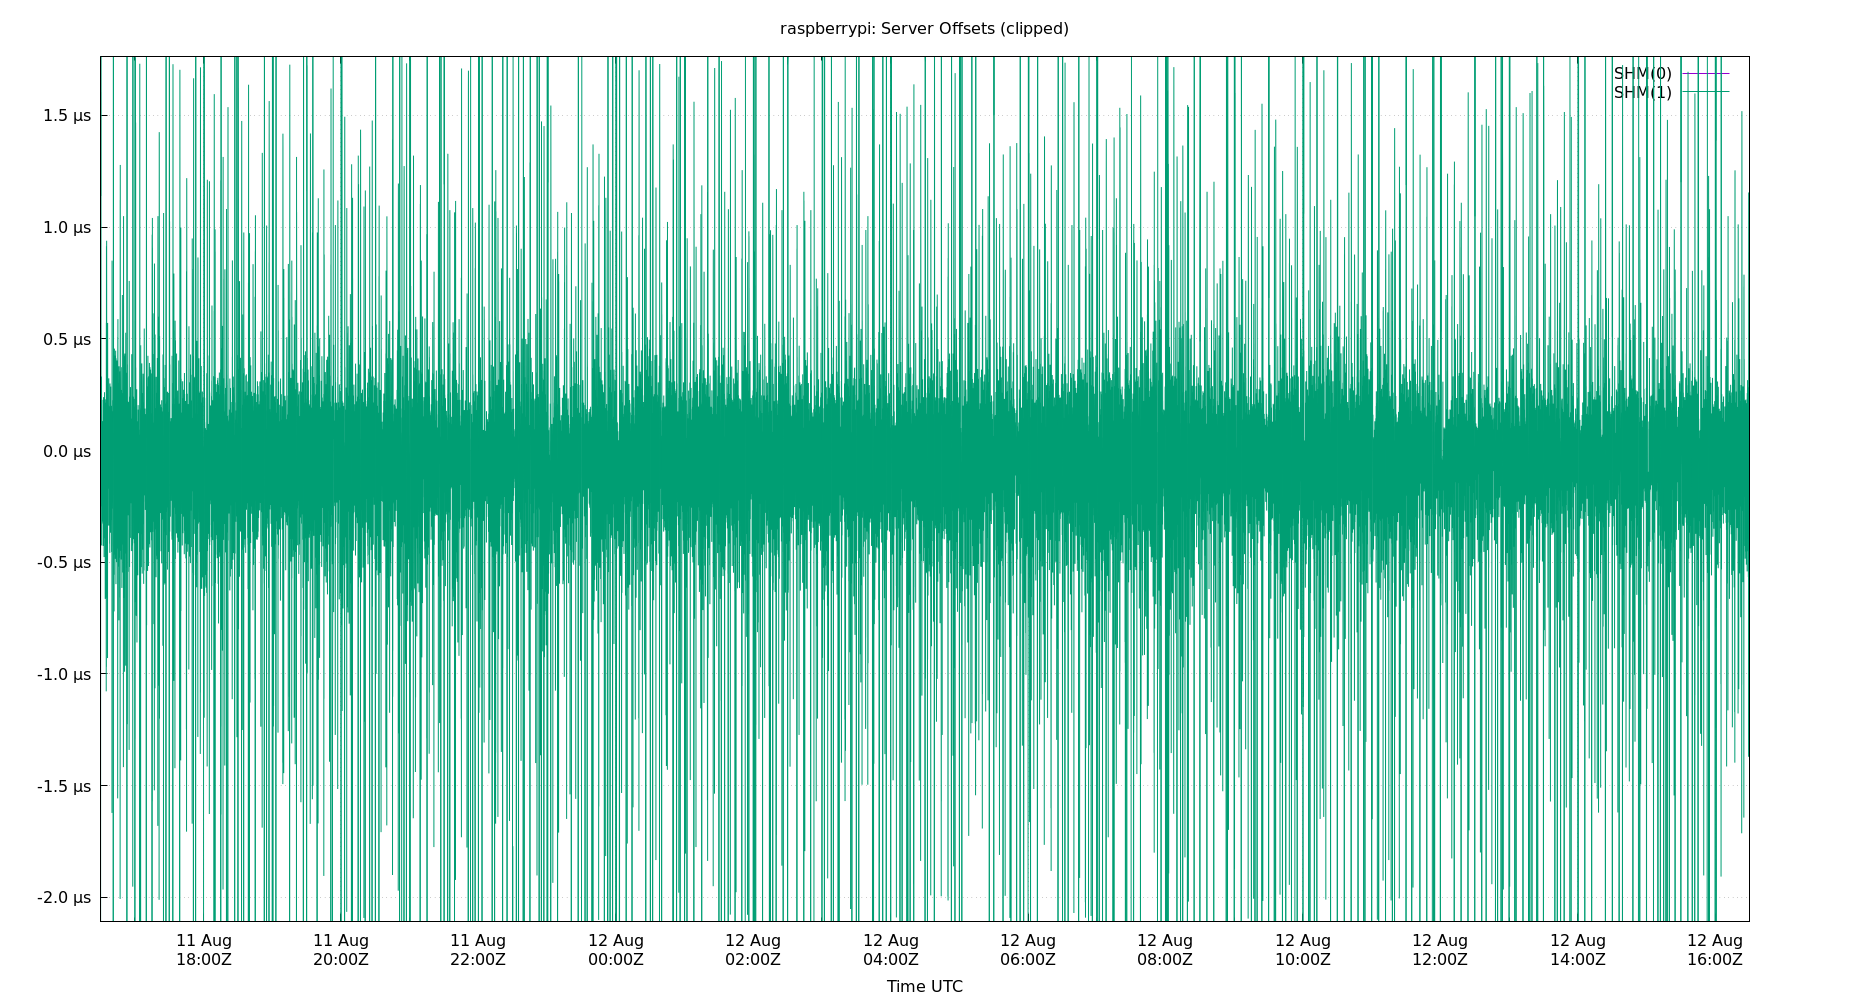 raspberrypi: Server Offsets (clipped)
SHM(0)
SHM(1)
1.5 µs
1.0 µs
0.5 µs
0.0 µs
-0.5 µs
-1.0 µs
-1.5 µs
-2.0 µs
11 Aug 11 Aug 11 Aug 12 Aug 12 Aug 12 Aug 12 Aug 12 Aug 12 Aug 12 Aug 12 Aug 12 Aug
18:00Z 20:00Z 22:00Z 00:00Z 02:00Z 04:00Z 06:00Z 08:00Z 10:00Z 12:00Z 14:00Z 16:00Z
Time UTC